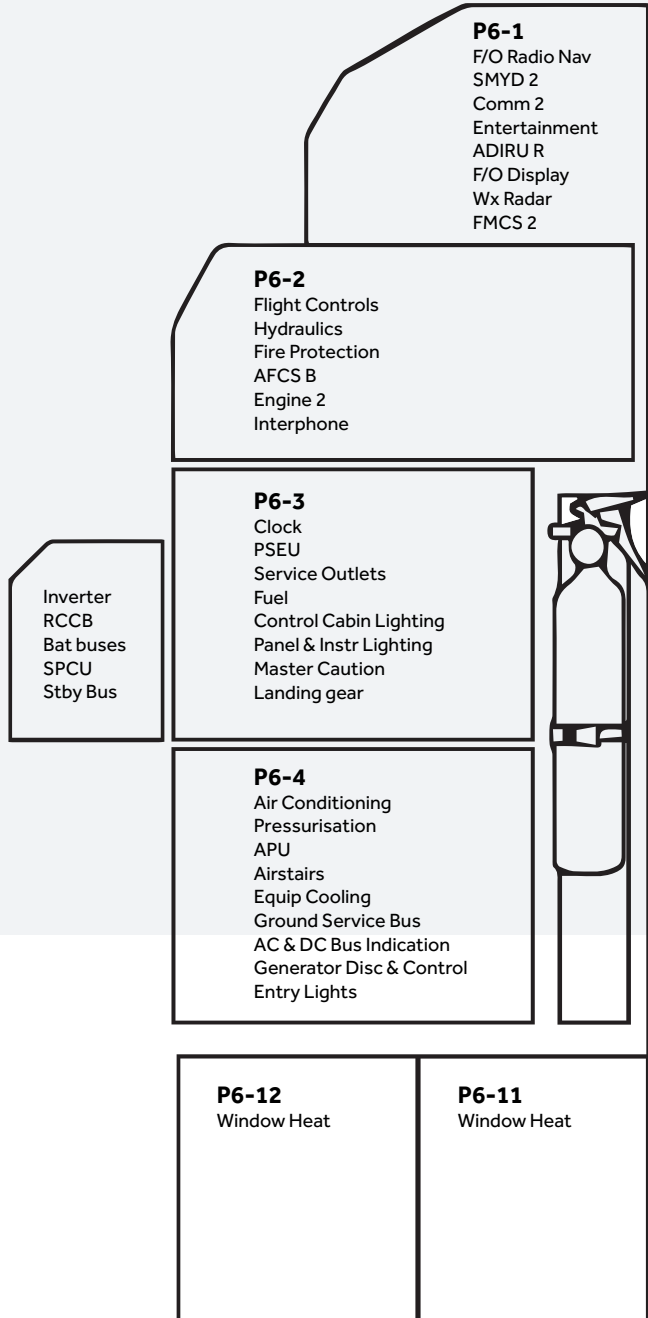 P6-1
F/O Radio Nav
SMYD 2
Comm 2
Entertainment
ADIRU R
F/O Display
Wx Radar
FMCS 2
P6-2
Flight Controls
Hydraulics
Fire Protection
AFCS B
Engine 2
Interphone
P6-3
Clock
PSEU
Service Outlets
Fuel
Control Cabin Lighting
Panel & Instr Lighting
Master Caution
Landing gear
Inverter
RCCB
Bat buses
SPCU
Stby Bus
P6-4
Air Conditioning
Pressurisation
APU
Airstairs
Equip Cooling
Ground Service Bus
AC & DC Bus Indication
Generator Disc & Control
Entry Lights
P6-12
Window Heat
P6-11
Window Heat